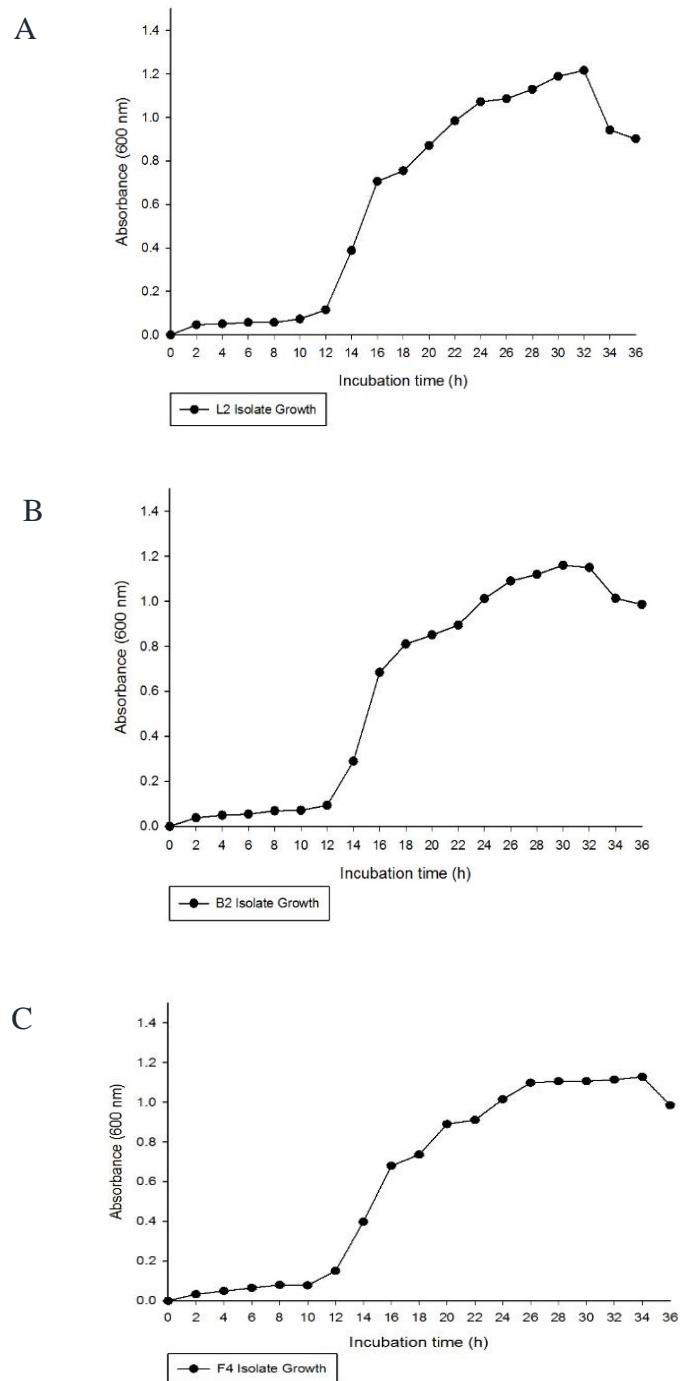 A
Absorbance (600 nm)
1.4
1.2
1.0
0.8
0.6
0.4
0.2
0.0
0 2 4 6 8 10 12 14 16 18 20 22 24 26 28 30 32 34 36
Incubation time (h)
L2 Isolate Growth
B
Absorbance (600 nm)
1.4
1.2
1.0
0.8
0.6
0.4
0.2
0.0
0 2 4 6 8 10 12 14 16 18 20 22 24 26 28 30 32 34 36
Incubation time (h)
B2 Isolate Growth
C
Absorbance (600 nm)
1.4
1.2
1.0
0.8
0.6
0.4
0.2
0.0
0 2 4 6 8 10 12 14 16 18 20 22 24 26 28 30 32 34 36
Incubation time (h)
F4 Isolate Growth